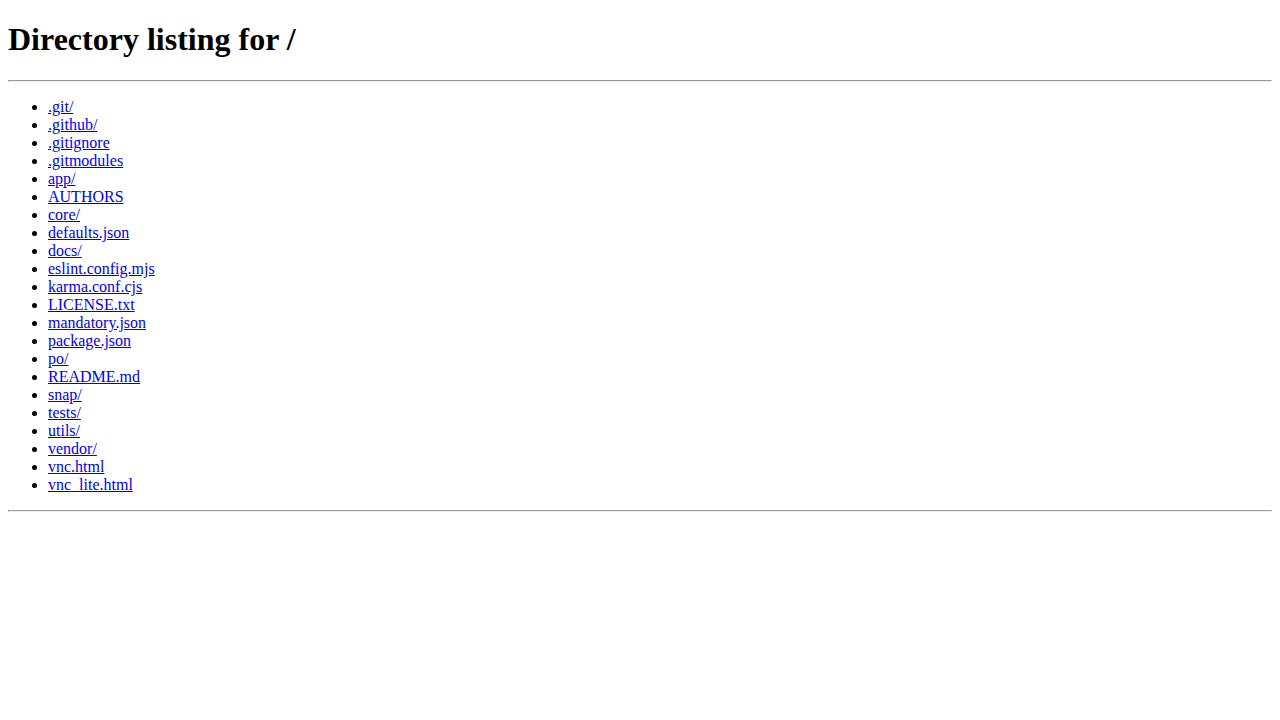 Directory listing for /
.git/
.github/
.gitignore
.gitmodules
app/
AUTHORS
core/
defaults.json
docs/
eslint.config.mjs
karma.conf.cjs
LICENSE.txt
mandatory.json
package.json
po/
README.md
snap/
tests/
utils/
vendor/
vnc.html
vnc_lite.html